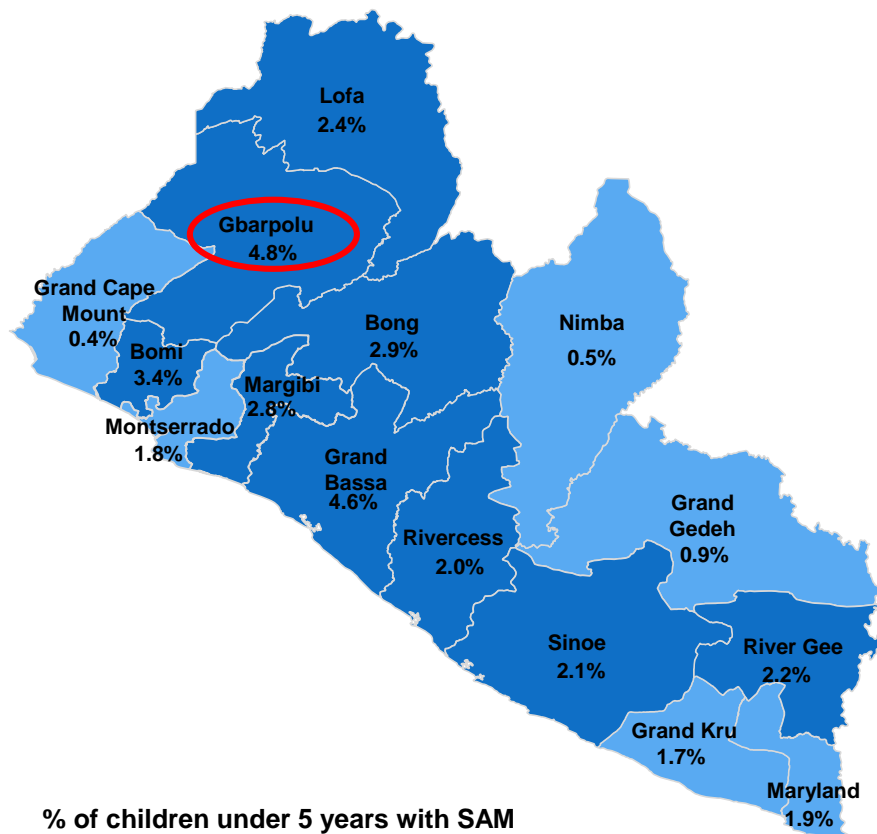 Lofa
2.4%
Gbarpolu
4.8%
Grand Cape
Mount
0.4%
Bong
2.9%
Nimba
0.5%
Bomi
3.4%
Margibi
2.8%
Montserrado
1.8%
Grand
Bassa
4.6%
Grand
Gedeh
0.9%
Rivercess
2.0%
Sinoe
2.1%
River Gee
2.2%
Grand Kru
1.7%
Maryland
1.9%
% of children under 5 years with SAM